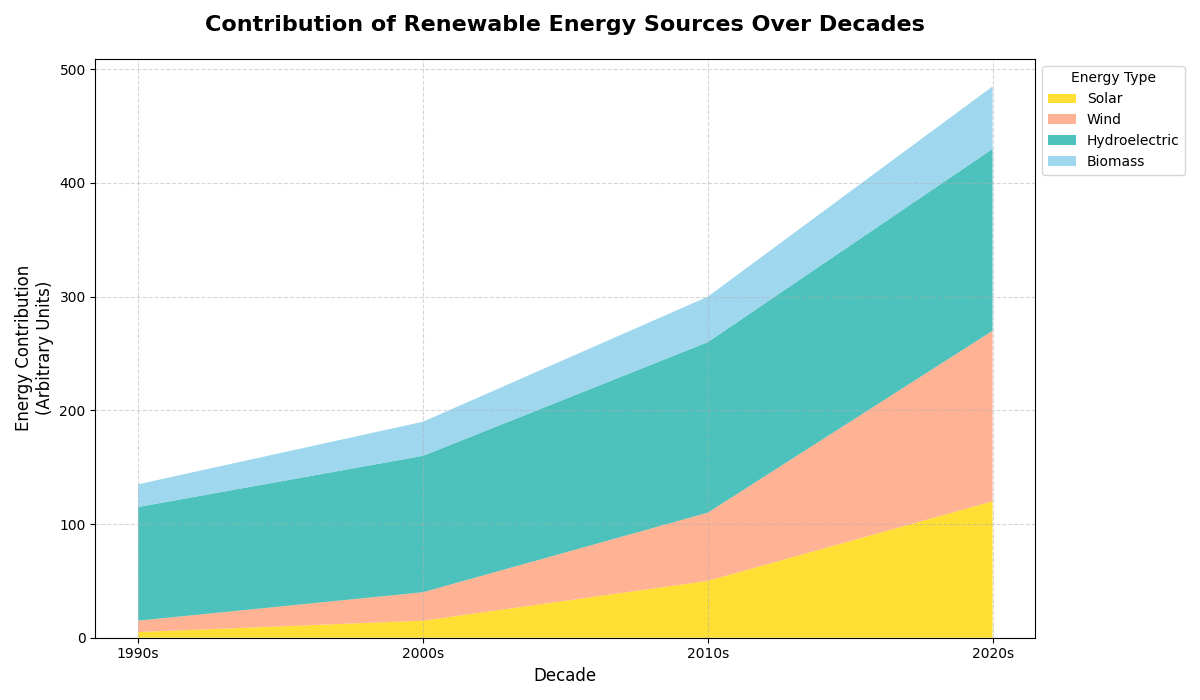 Contribution of Renewable Energy Sources Over Decades
Energy Contribution
(Arbitrary Units)
500
400
300
200
100
0
1990s
2000s
2010s
2020s
Decade
Energy Type
Solar
Wind
Hydroelectric
Biomass